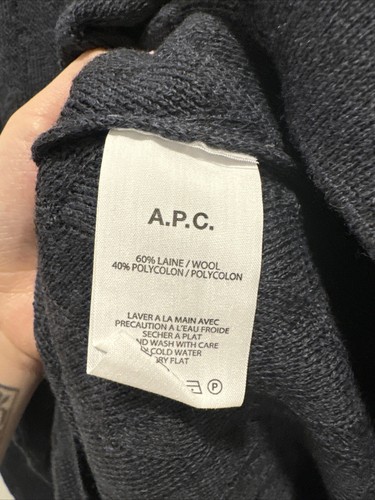 A.P.C.
60% LAINE / WOOL
40% POLYCOLON / POLYCOLON
LAVER A LA MAIN AVEC
PRECAUTION A L'EAU FROIDE
SECHER A PLAT
WASH WITH CARE
COLD WATER
FLAT
P